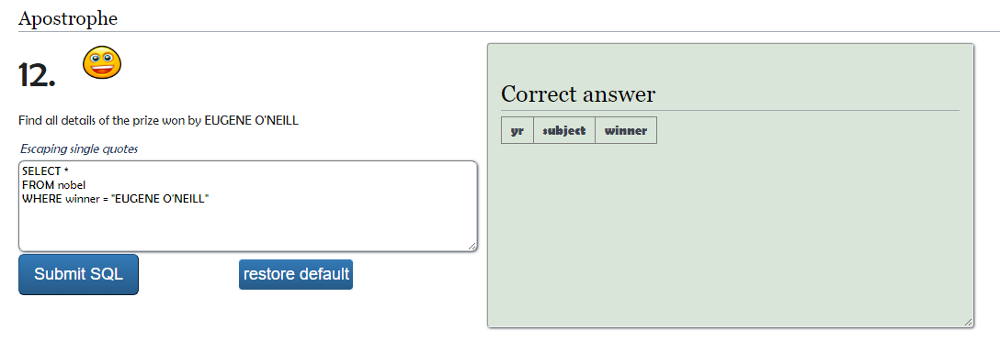 Apostrophe
12.
Find all details of the prize won by EUGENE O'NEILL
Escaping single quotes
SELECT *
FROM nobel
WHERE winner = "EUGENE O'NEILL"
Submit SQL
restore default
Correct answer
yr subject winner